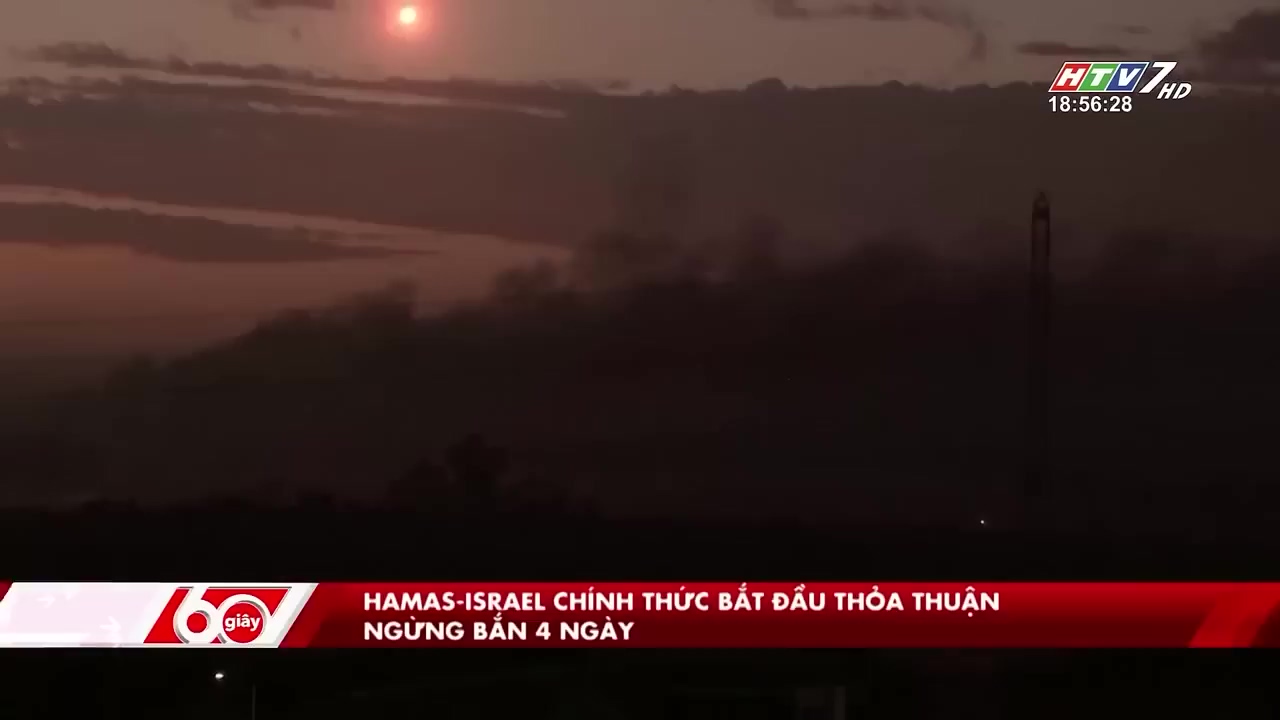 HTV7HD
18:56:28
60 giây
HAMAS-ISRAEL CHÍNH THỨC BẮT ĐẦU THỎA THUẬN
NGỪNG BẮN 4 NGÀY